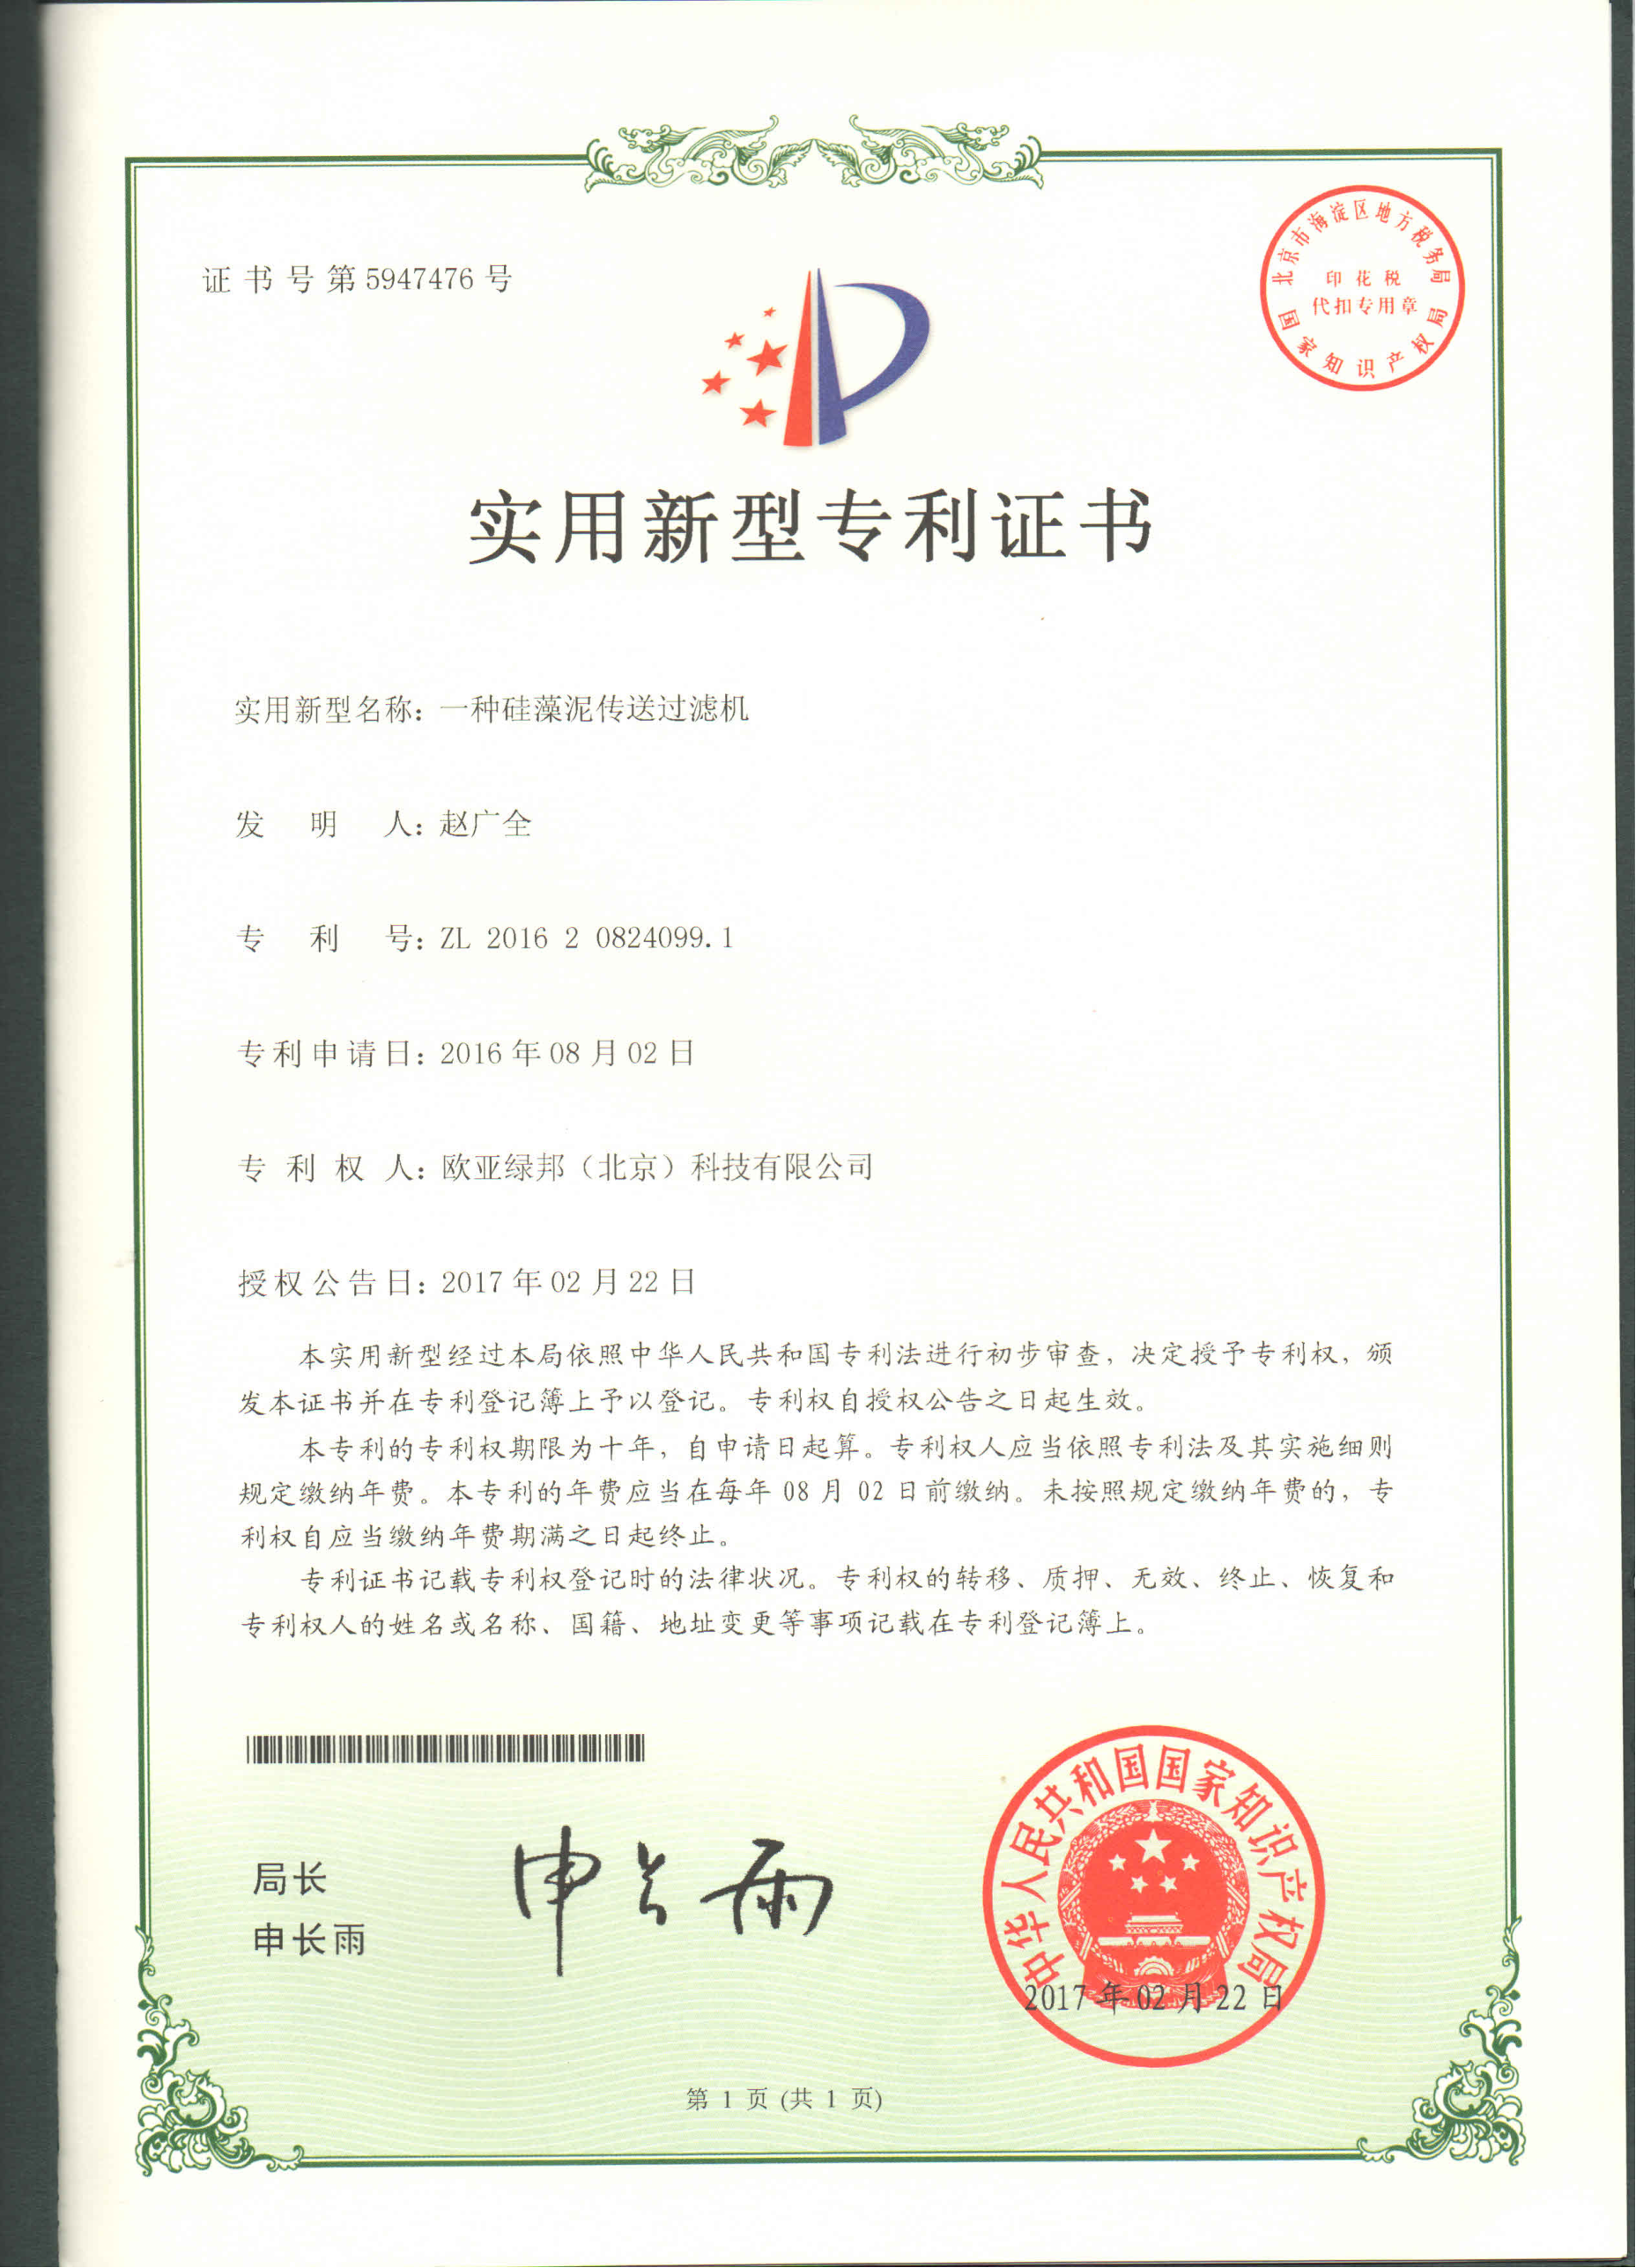 证书号第5947476号
北京市海淀区地方税务局
印花税
代扣专用章
国家知识产权局
实用新型专利证书
实用新型名称：一种硅藻泥传送过滤机
发明人：赵广全
专利号：ZL 2016 2 0824099.1
专利申请日：2016年08月02日
专利权人：欧亚绿邦（北京）科技有限公司
授权公告日：2017年02月22日
本实用新型经过本局依照中华人民共和国专利法进行初步审查，决定授予专利权，颁
发本证书并在专利登记簿上予以登记。专利权自授权公告之日起生效。
本专利的专利权期限为十年，自申请日起算。专利权人应当依照专利法及其实施细则
规定缴纳年费。本专利的年费应当在每年08月02日前缴纳。未按照规定缴纳年费的，专
利权自应当缴纳年费期满之日起终止。
专利证书记载专利权登记时的法律状况。专利权的转移、质押、无效、终止、恢复和
专利权人的姓名或名称、国籍、地址变更等事项记载在专利登记簿上。
局长
申长雨
申长雨
中华人民共和国国家知识产权局
2017年02月22日
第 1 页 (共 1 页)